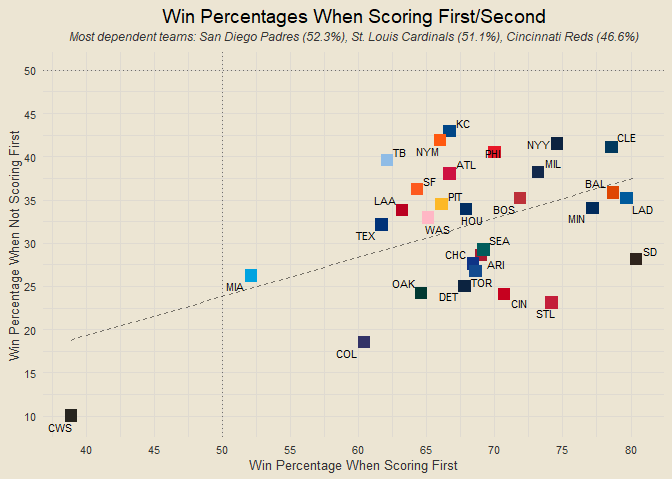 Win Percentages When Scoring First/Second
Most dependent teams: San Diego Padres (52.3%), St. Louis Cardinals (51.1%), Cincinnati Reds (46.6%)
Win Percentage When Not Scoring First
50
45
40
35
30
25
20
15
10
KC
NYM
NYY
CLE
PHI
TB
ATL
MIL
SF
BAL
LAA
PIT
BOS
LAD
MIN
HOU
WAS
TEX
SEA
SD
CHC
ARI
MIA
OAK
TOR
DET
CIN
STL
COL
CWS
40 45 50 55 60 65 70 75 80
Win Percentage When Scoring First